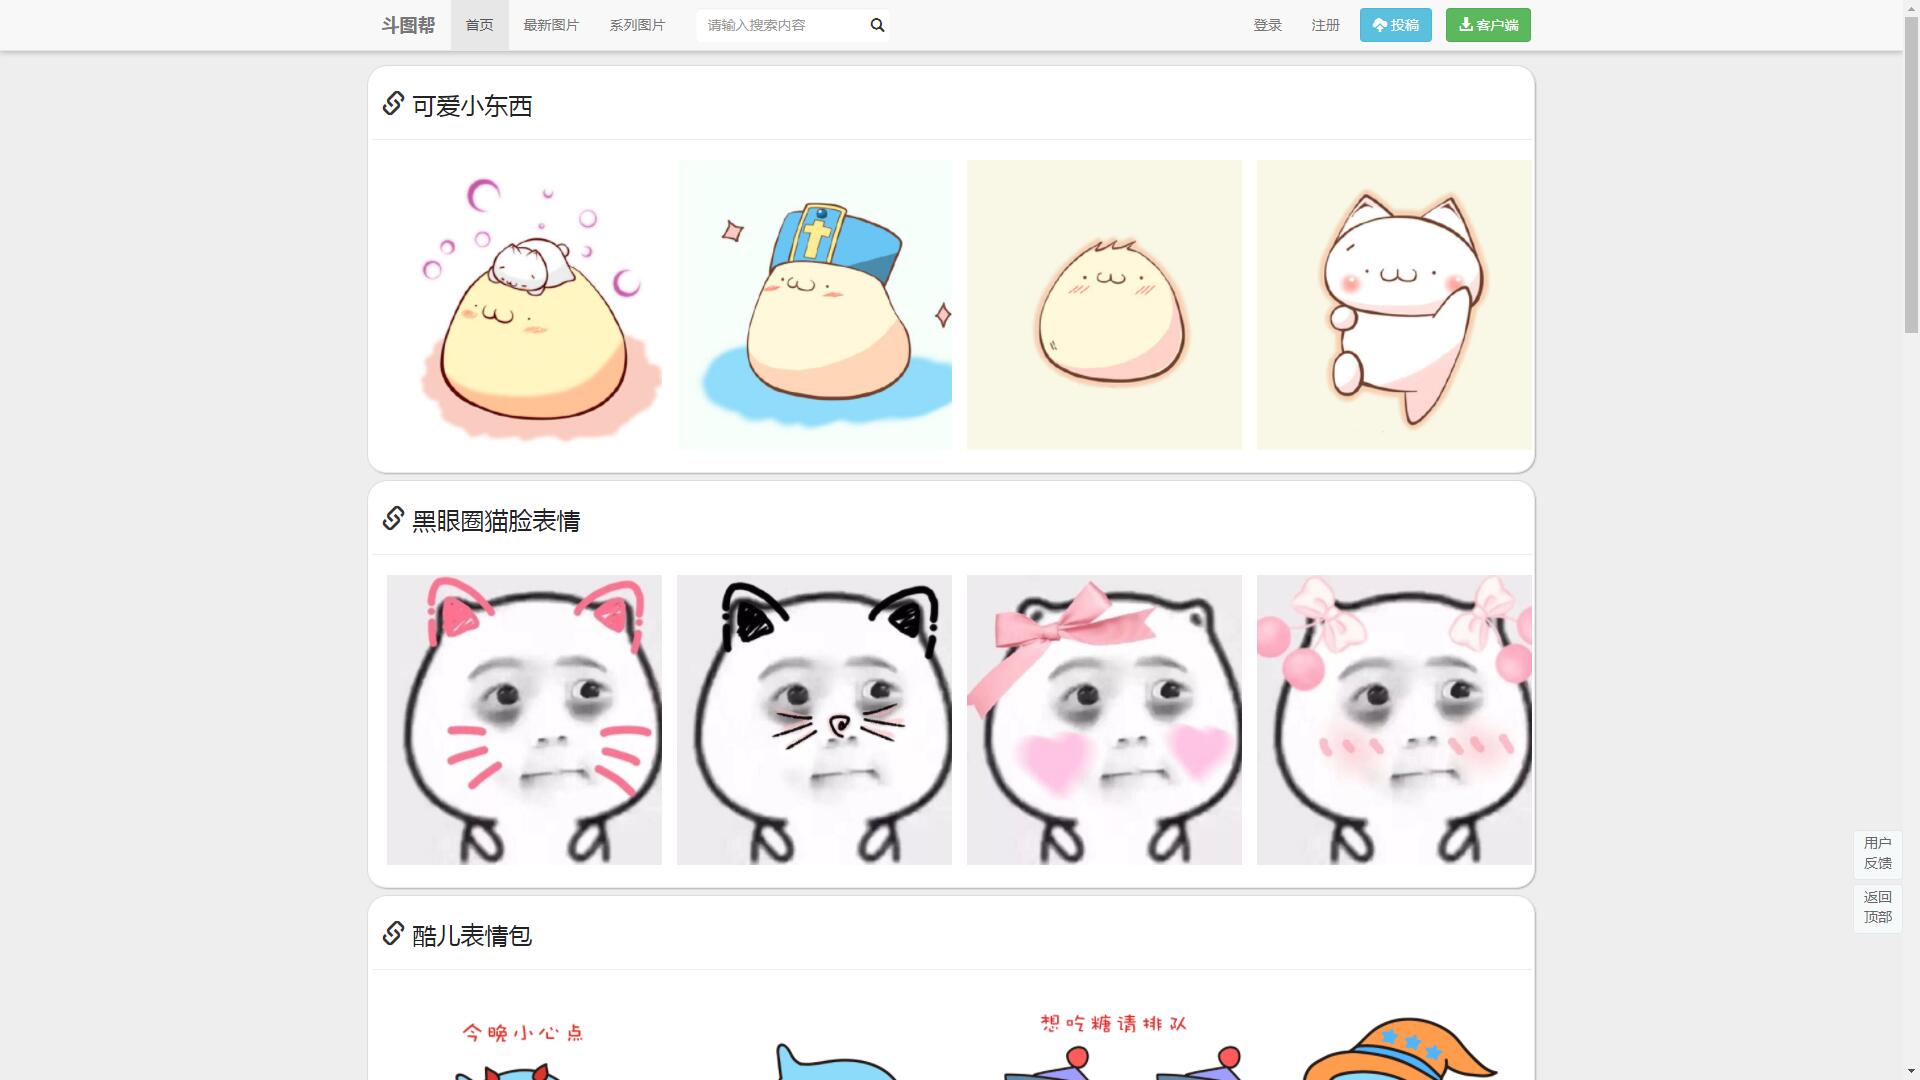 斗图帮 首页 最新图片 系列图片 请输入搜索内容 登录 注册 投稿 客户端
可爱小东西
黑眼圈猫脸表情
用户
反馈
返回
顶部
酷儿表情包
今晚小心点
想吃糖请排队